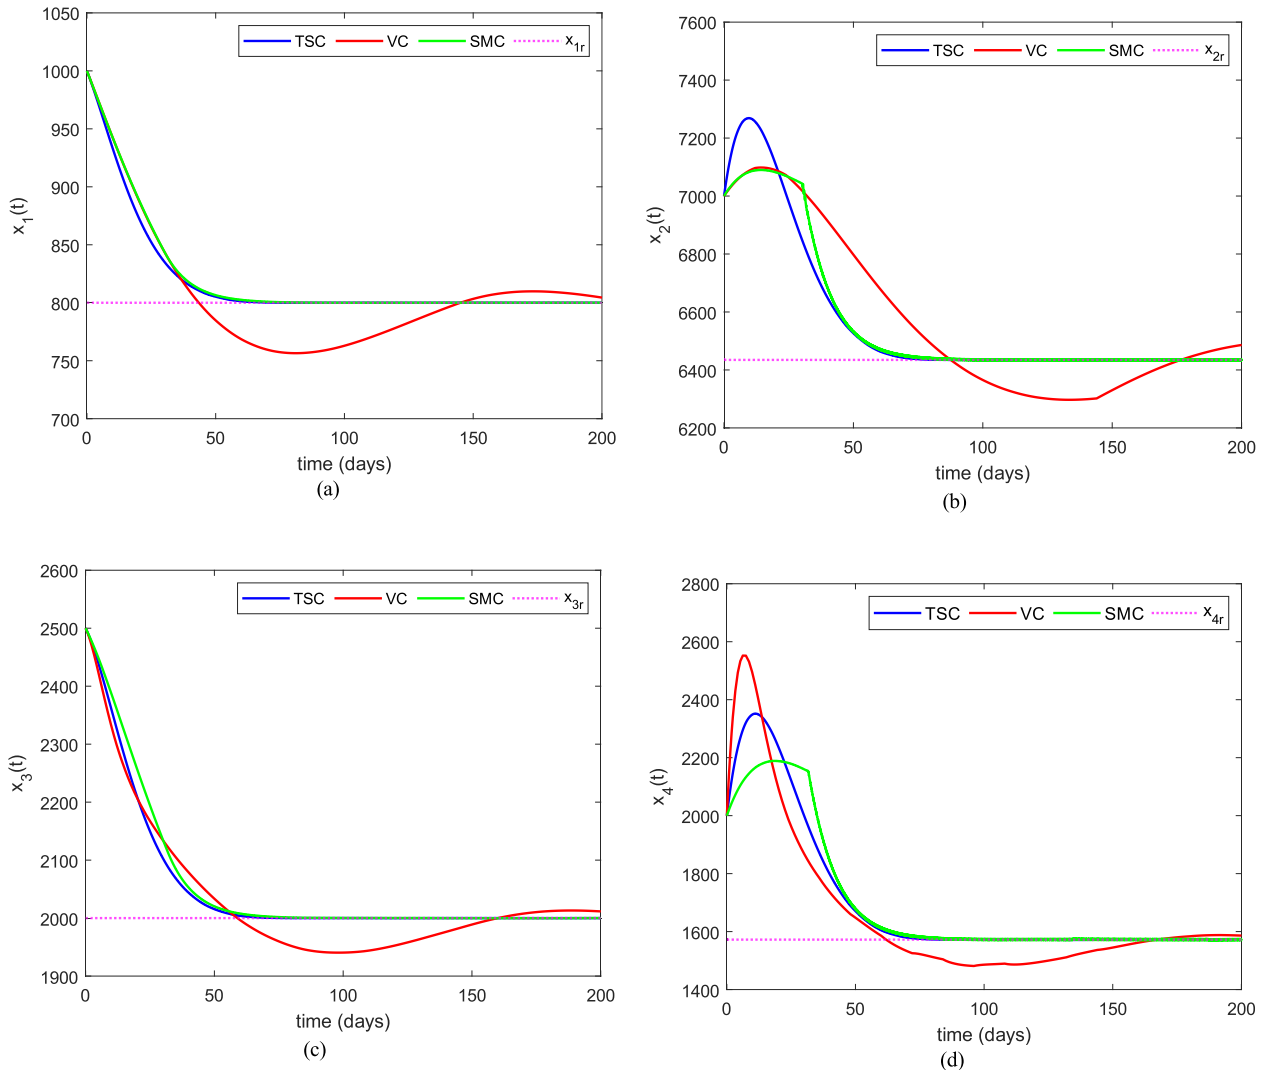 1050
1000
950
900
850
800
750
700
x1(t)
TSC VC SMC x1r
0 50 100 150 200
time (days)
(a)
7600
7400
7200
7000
6800
6600
6400
6200
x2(t)
TSC VC SMC x2r
0 50 100 150 200
time (days)
(b)
2600
2500
2400
2300
2200
2100
2000
1900
x3(t)
TSC VC SMC x3r
0 50 100 150 200
time (days)
(c)
2800
2600
2400
2200
2000
1800
1600
1400
x4(t)
TSC VC SMC x4r
0 50 100 150 200
time (days)
(d)